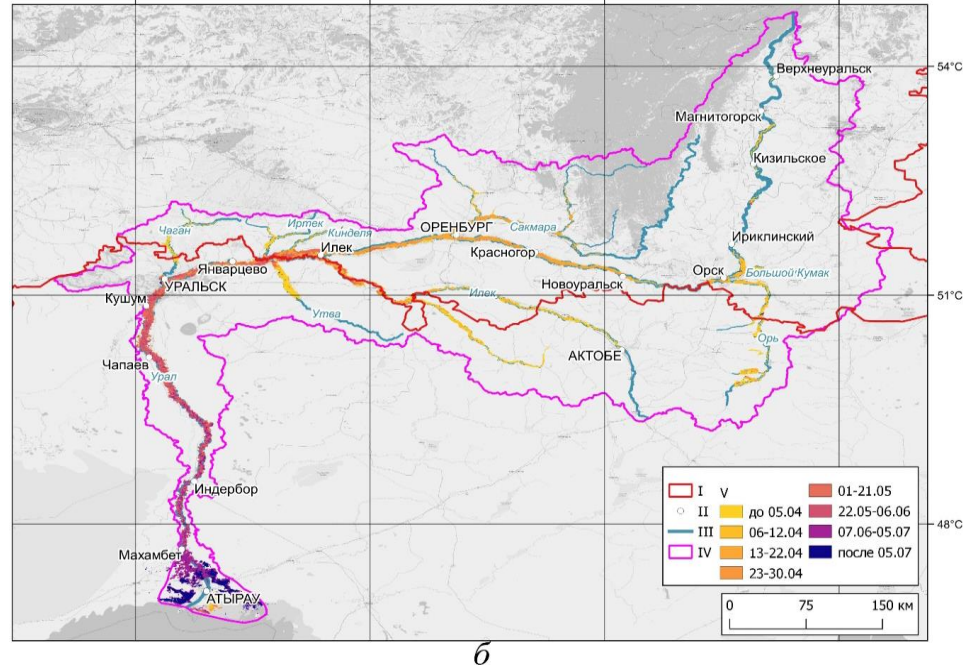 54°С
Верхнеуральск
Магнитогорск
Кизильское
Чаган
Иртек
Кинделя
ОРЕНБУРГ
Сакмара
Илек
Красногор
Ириклинский
Январцево
Орск
Большой Кумак
УРАЛЬСК
Новоуральск
51°С
Кушум
Илек
Утва
Орь
Чапаев
Урал
АКТОБЕ
Индербор
I V 01-21.05
II до 05.04 22.05-06.06
III 06-12.04 07.06-05.07
IV 13-22.04 после 05.07
23-30.04
48°С
Махамбет
АТЫРАУ
0 75 150 км
б